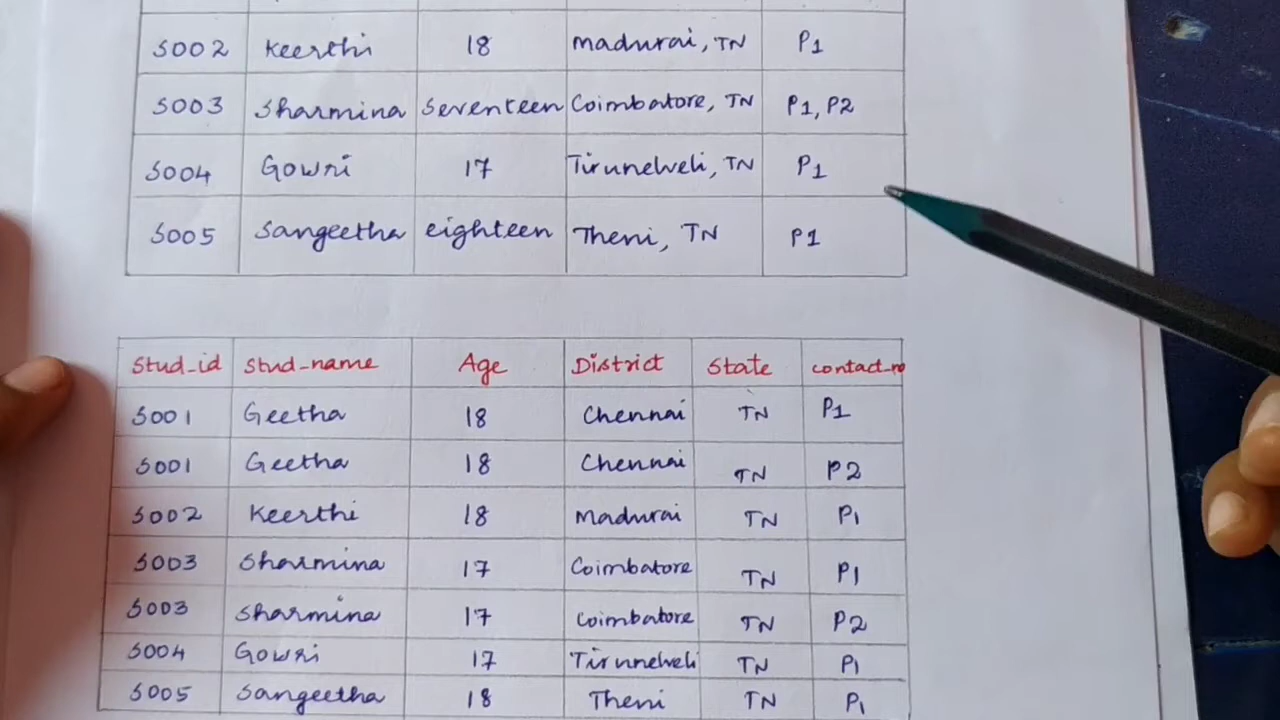 S002 Keerthi 18 Madurai, TN P1
S003 Sharmina Seventeen Coimbatore, TN P1, P2
S004 Gowri 17 Tirunelveli, TN P1
S005 Sangeetha eighteen Theni, TN P1
Stud_id Stud_name Age District State contact_no
S001 Geetha 18 Chennai TN P1
S001 Geetha 18 Chennai TN P2
S002 Keerthi 18 Madurai TN P1
S003 Sharmina 17 Coimbatore TN P1
S003 Sharmina 17 Coimbatore TN P2
S004 Gowri 17 Tirunelveli TN P1
S005 Sangeetha 18 Theni TN P1